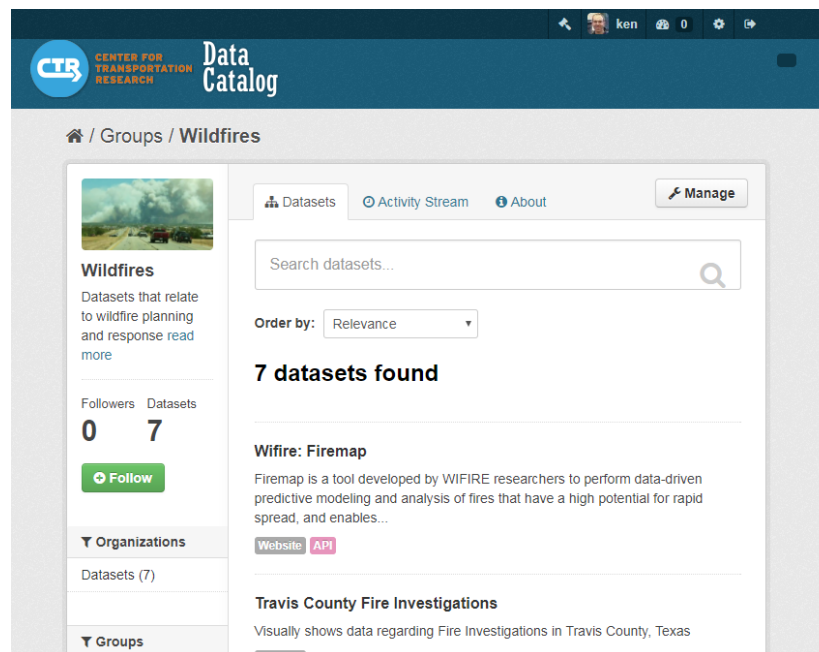 ken 0
CTR
CENTER FOR
TRANSPORTATION
RESEARCH
Data
Catalog
/ Groups / Wildfires
Datasets Activity Stream About Manage
Search datasets...
Order by: Relevance
7 datasets found
Wildfires
Datasets that relate
to wildfire planning
and response read
more
Followers Datasets
0 7
Follow
Organizations
Datasets (7)
Groups
Wifire: Firemap
Firemap is a tool developed by WIFIRE researchers to perform data-driven
predictive modeling and analysis of fires that have a high potential for rapid
spread, and enables...
Website API
Travis County Fire Investigations
Visually shows data regarding Fire Investigations in Travis County, Texas